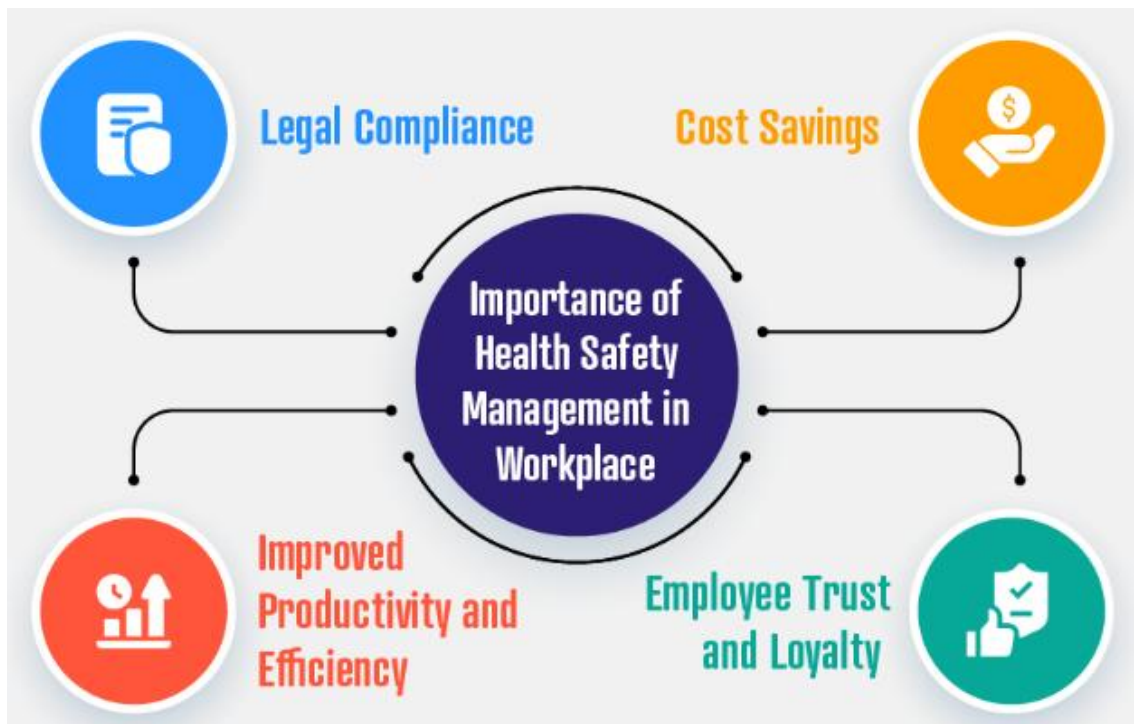 Legal Compliance
Cost Savings
$
Importance of
Health Safety
Management in
Workplace
Improved
Productivity and
Efficiency
Employee Trust
and Loyalty